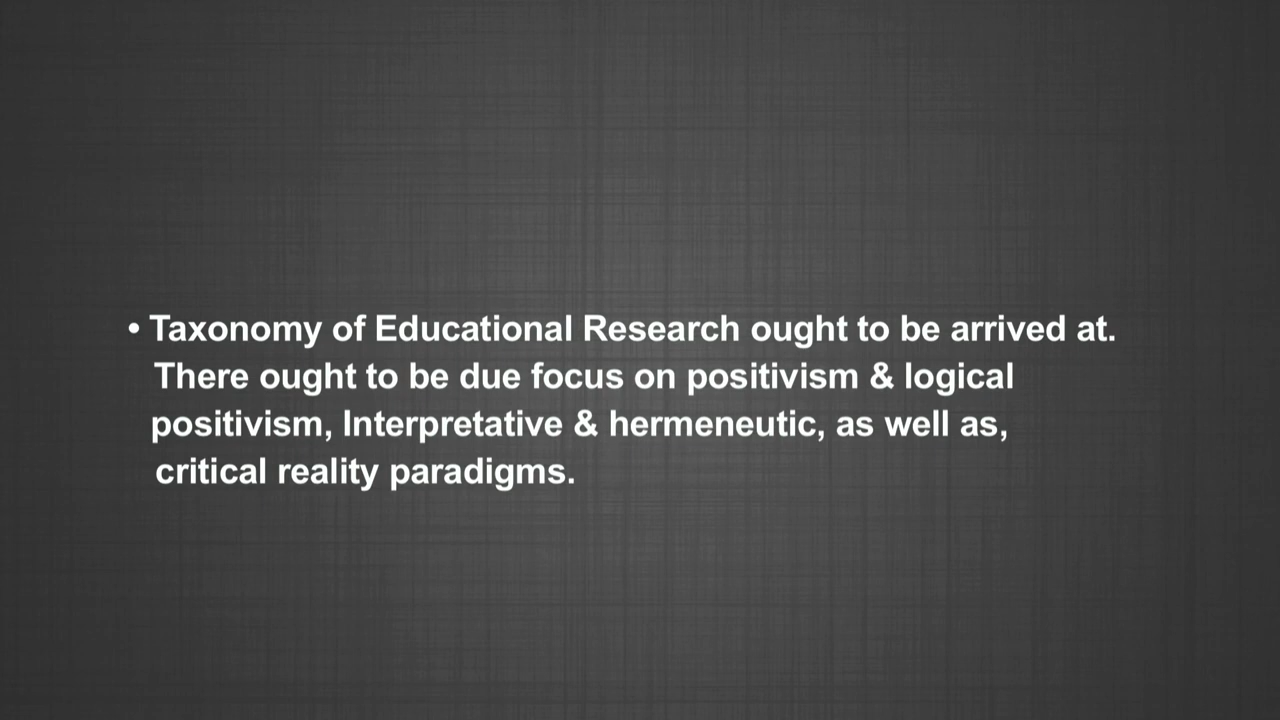 • Taxonomy of Educational Research ought to be arrived at.
There ought to be due focus on positivism & logical
positivism, Interpretative & hermeneutic, as well as,
critical reality paradigms.